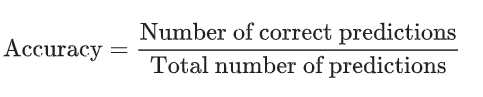 Accuracy = Number of correct predictions
Total number of predictions